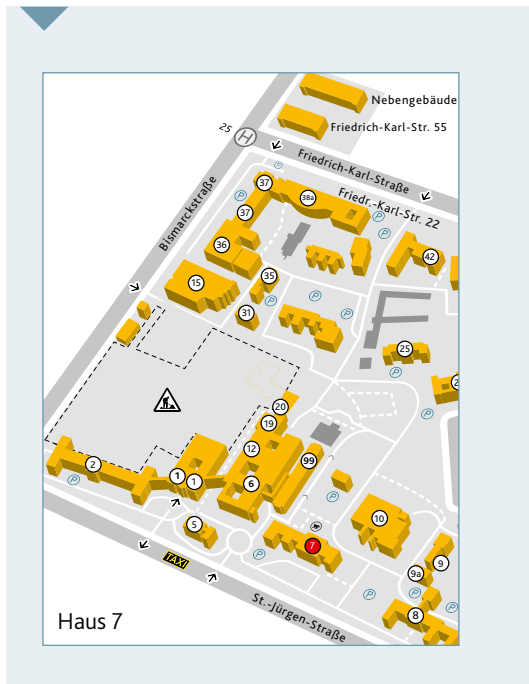 Nebengebäude
Friedrich-Karl-Str. 55
25
H
Friedrich-Karl-Straße
Friedr.-Karl-Str. 22
Bismarckstraße
37
38a
P
37
P
36
P
42
15
35
P
P
31
25
P
20
19
P
12
99
2
1
1
6
P
10
5
7
P
9
9a
P
P
8
TAXI
St.-Jürgen-Straße
Haus 7